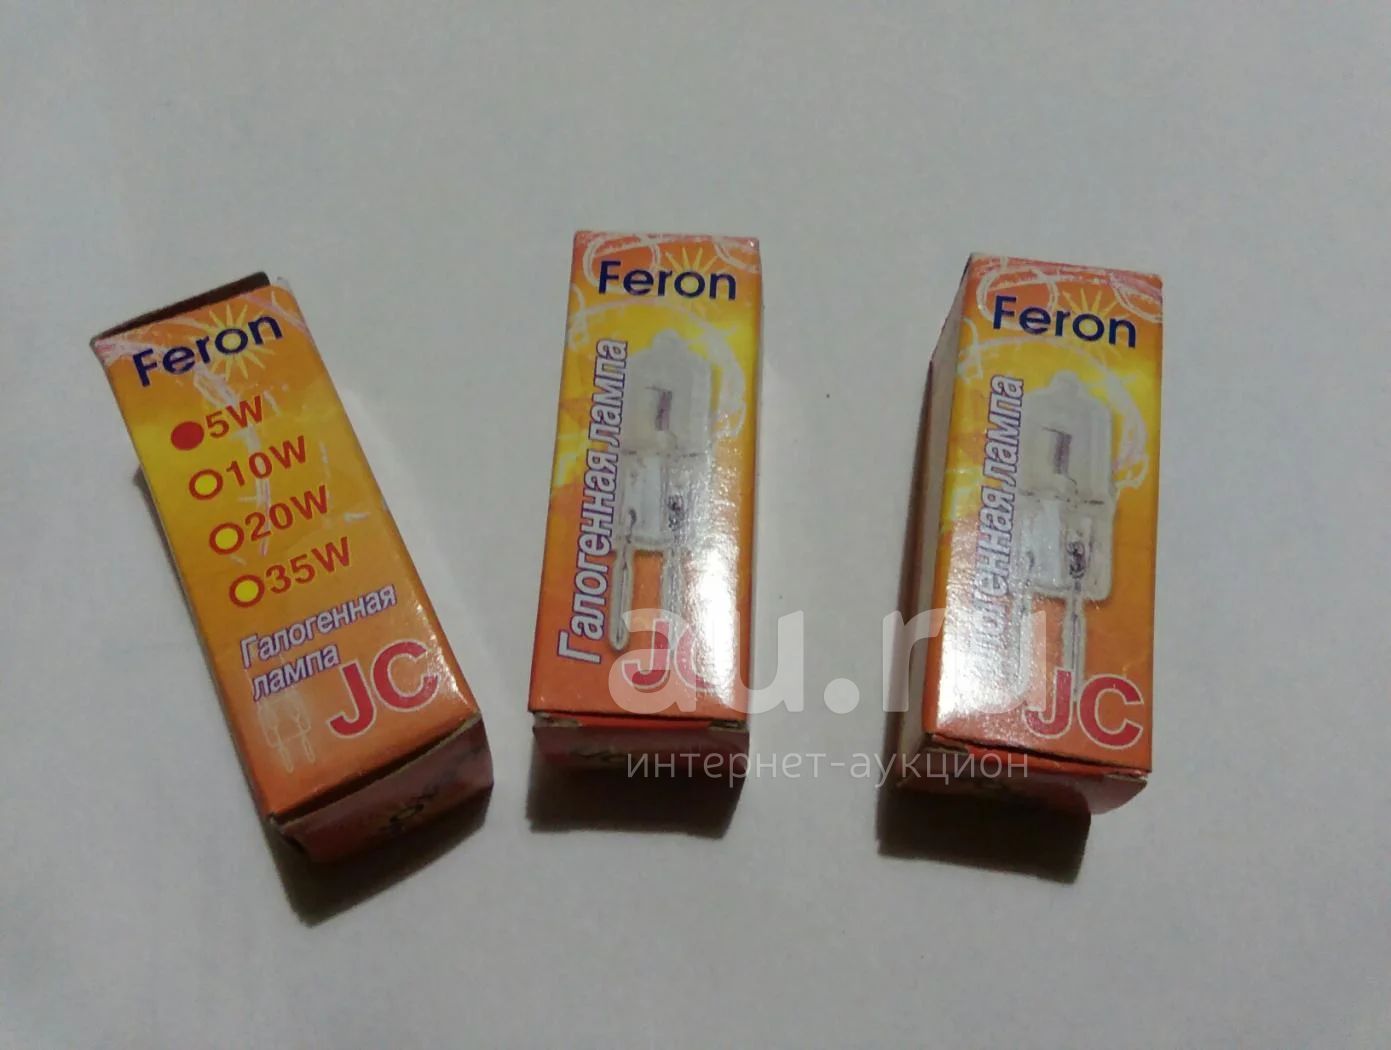 Feron
5W
10W
20W
35W
Галогенная
лампа
JC
Feron
Галогенная лампа
JC
Feron
Галогенная лампа
JC
au.ru
интернет-аукцион